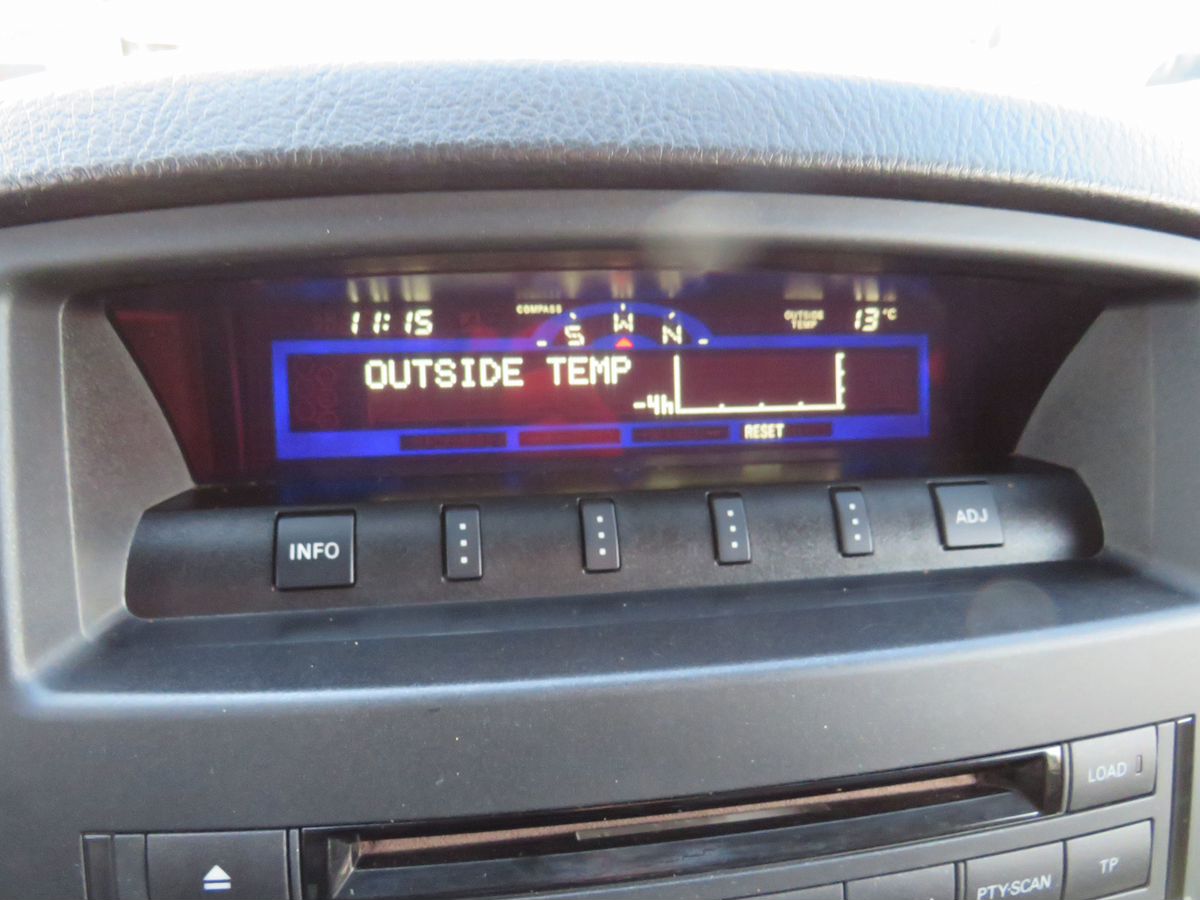 11:15
COMPASS
S W N
OUTSIDE
TEMP
13°C
OUTSIDE TEMP
-4h
RESET
INFO
ADJ
LOAD
PTY·SCAN
TP